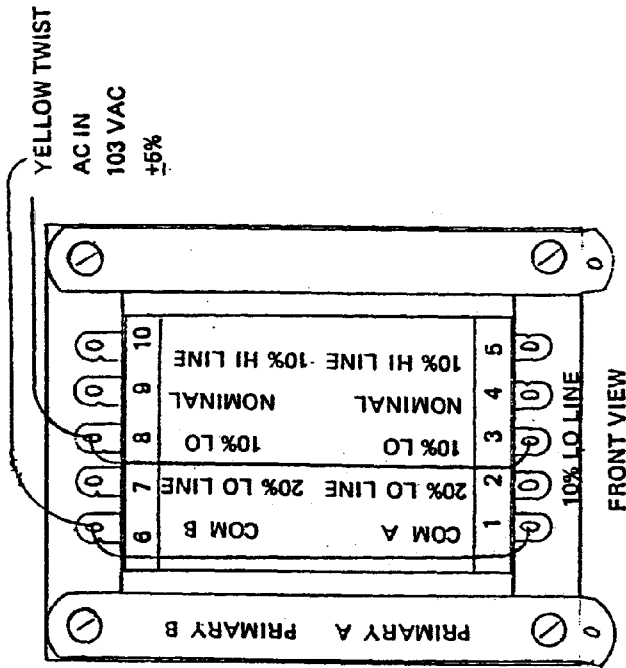 YELLOW TWIST
AC IN
103 VAC
±5%
6 7 8 9 10
COM B
20% LO LINE
10% LO
NOMINAL
10% HI LINE
COM A
20% LO LINE
10% LO
NOMINAL
10% HI LINE
1 2 3 4 5
PRIMARY A PRIMARY B
10% LO LINE
FRONT VIEW